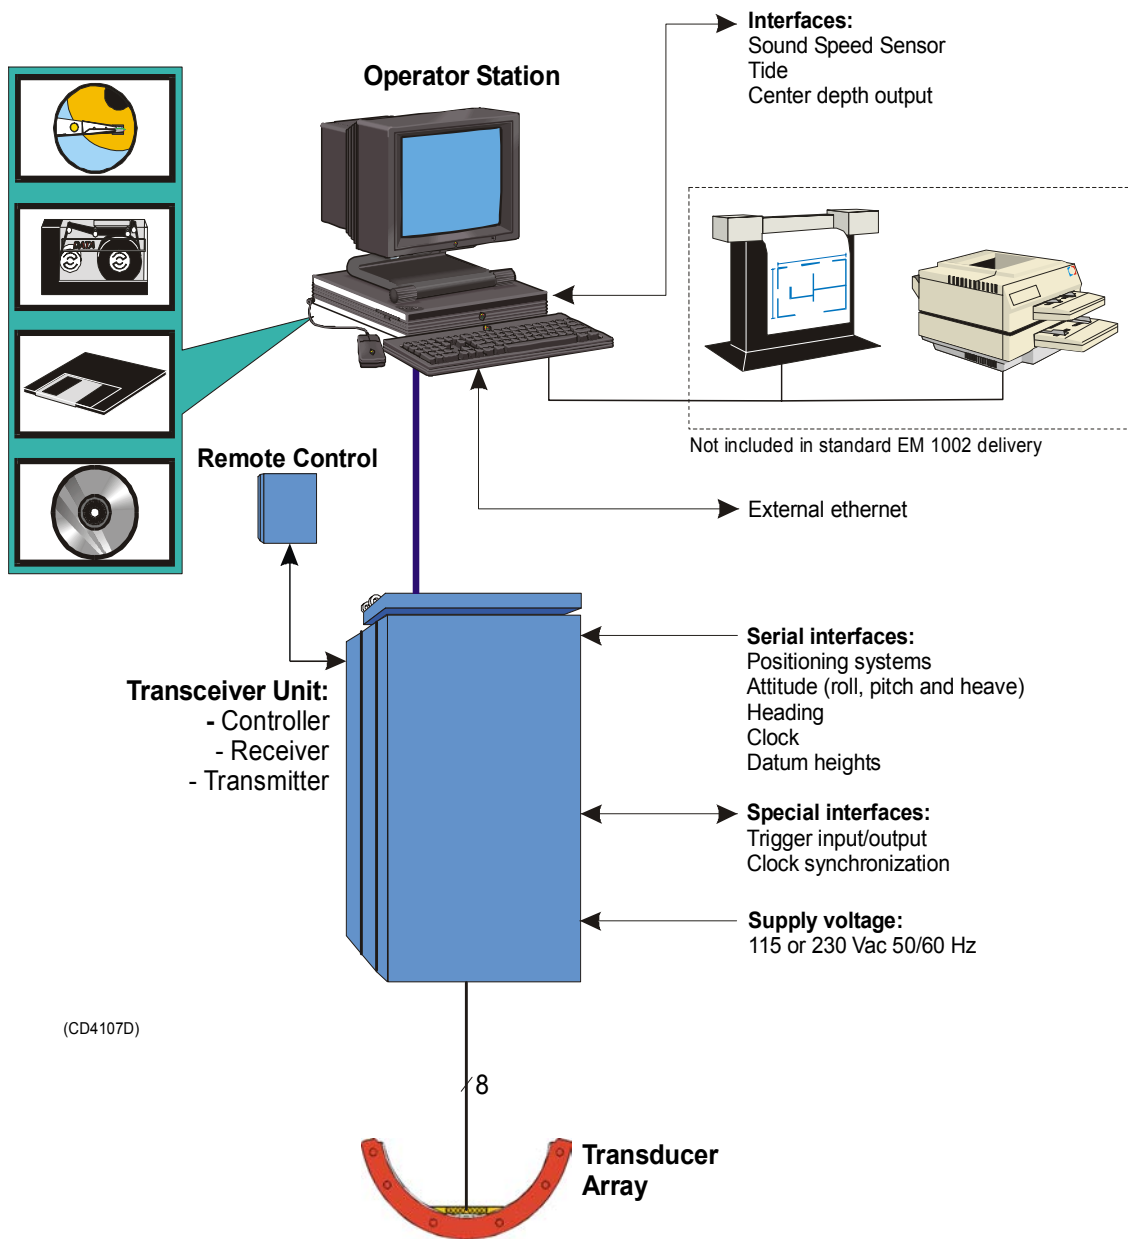 Interfaces:
Sound Speed Sensor
Tide
Center depth output
Operator Station
DATA
Not included in standard EM 1002 delivery
Remote Control
External ethernet
Serial interfaces:
Positioning systems
Attitude (roll, pitch and heave)
Heading
Clock
Datum heights
Transceiver Unit:
- Controller
- Receiver
- Transmitter
Special interfaces:
Trigger input/output
Clock synchronization
Supply voltage:
115 or 230 Vac 50/60 Hz
(CD4107D)
8
Transducer
Array